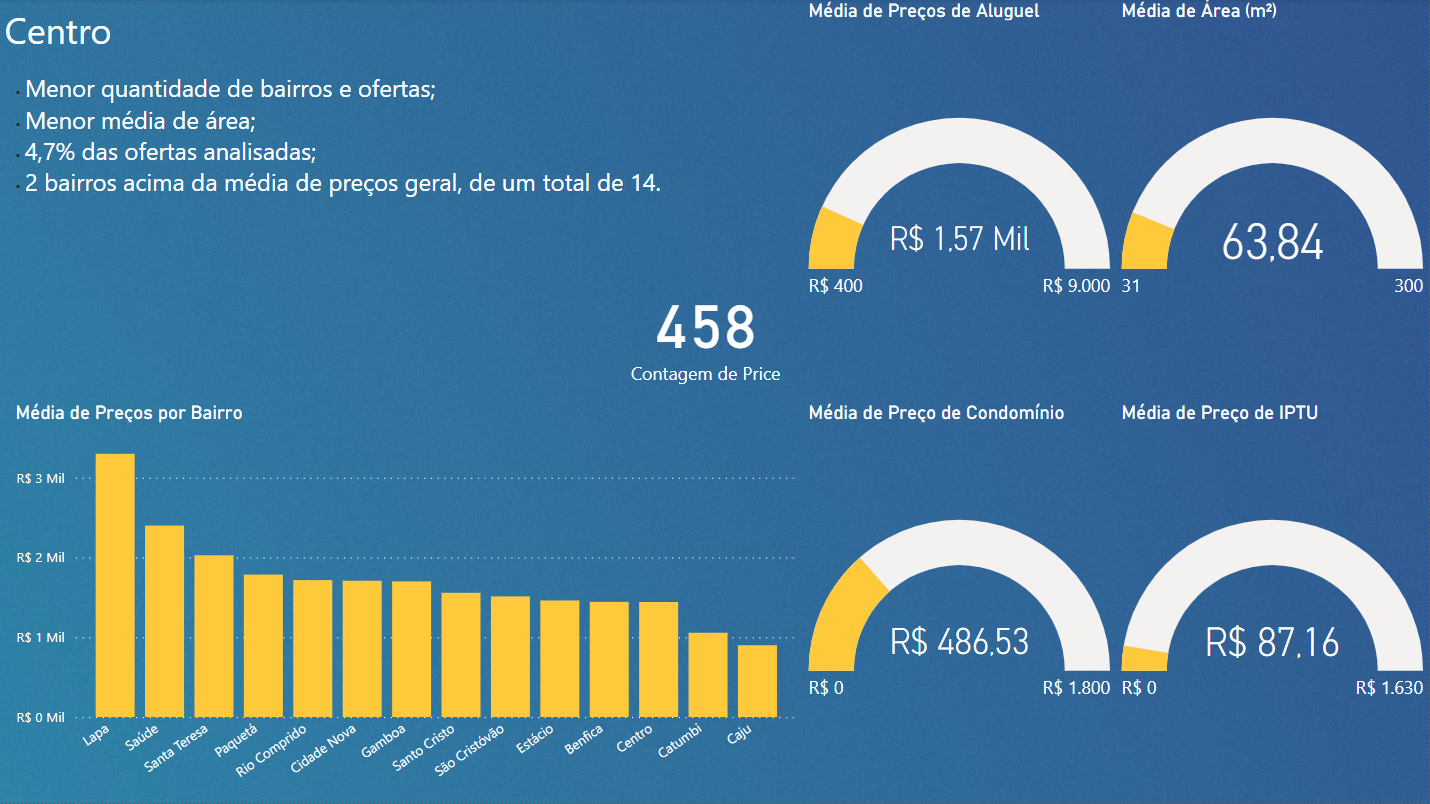 Centro
· Menor quantidade de bairros e ofertas;
· Menor média de área;
· 4,7% das ofertas analisadas;
· 2 bairros acima da média de preços geral, de um total de 14.
458
Contagem de Price
Média de Preços de Aluguel
R$ 1,57 Mil
R$ 400
R$ 9.000
Média de Área (m²)
63,84
31
300
Média de Preços por Bairro
R$ 3 Mil
R$ 2 Mil
R$ 1 Mil
R$ 0 Mil
Lapa
Saúde
Santa Teresa
Paquetá
Rio Comprido
Cidade Nova
Gamboa
Santo Cristo
São Cristóvão
Estácio
Benfica
Centro
Catumbi
Caju
Média de Preço de Condomínio
R$ 486,53
R$ 0
R$ 1.800
Média de Preço de IPTU
R$ 87,16
R$ 0
R$ 1.630